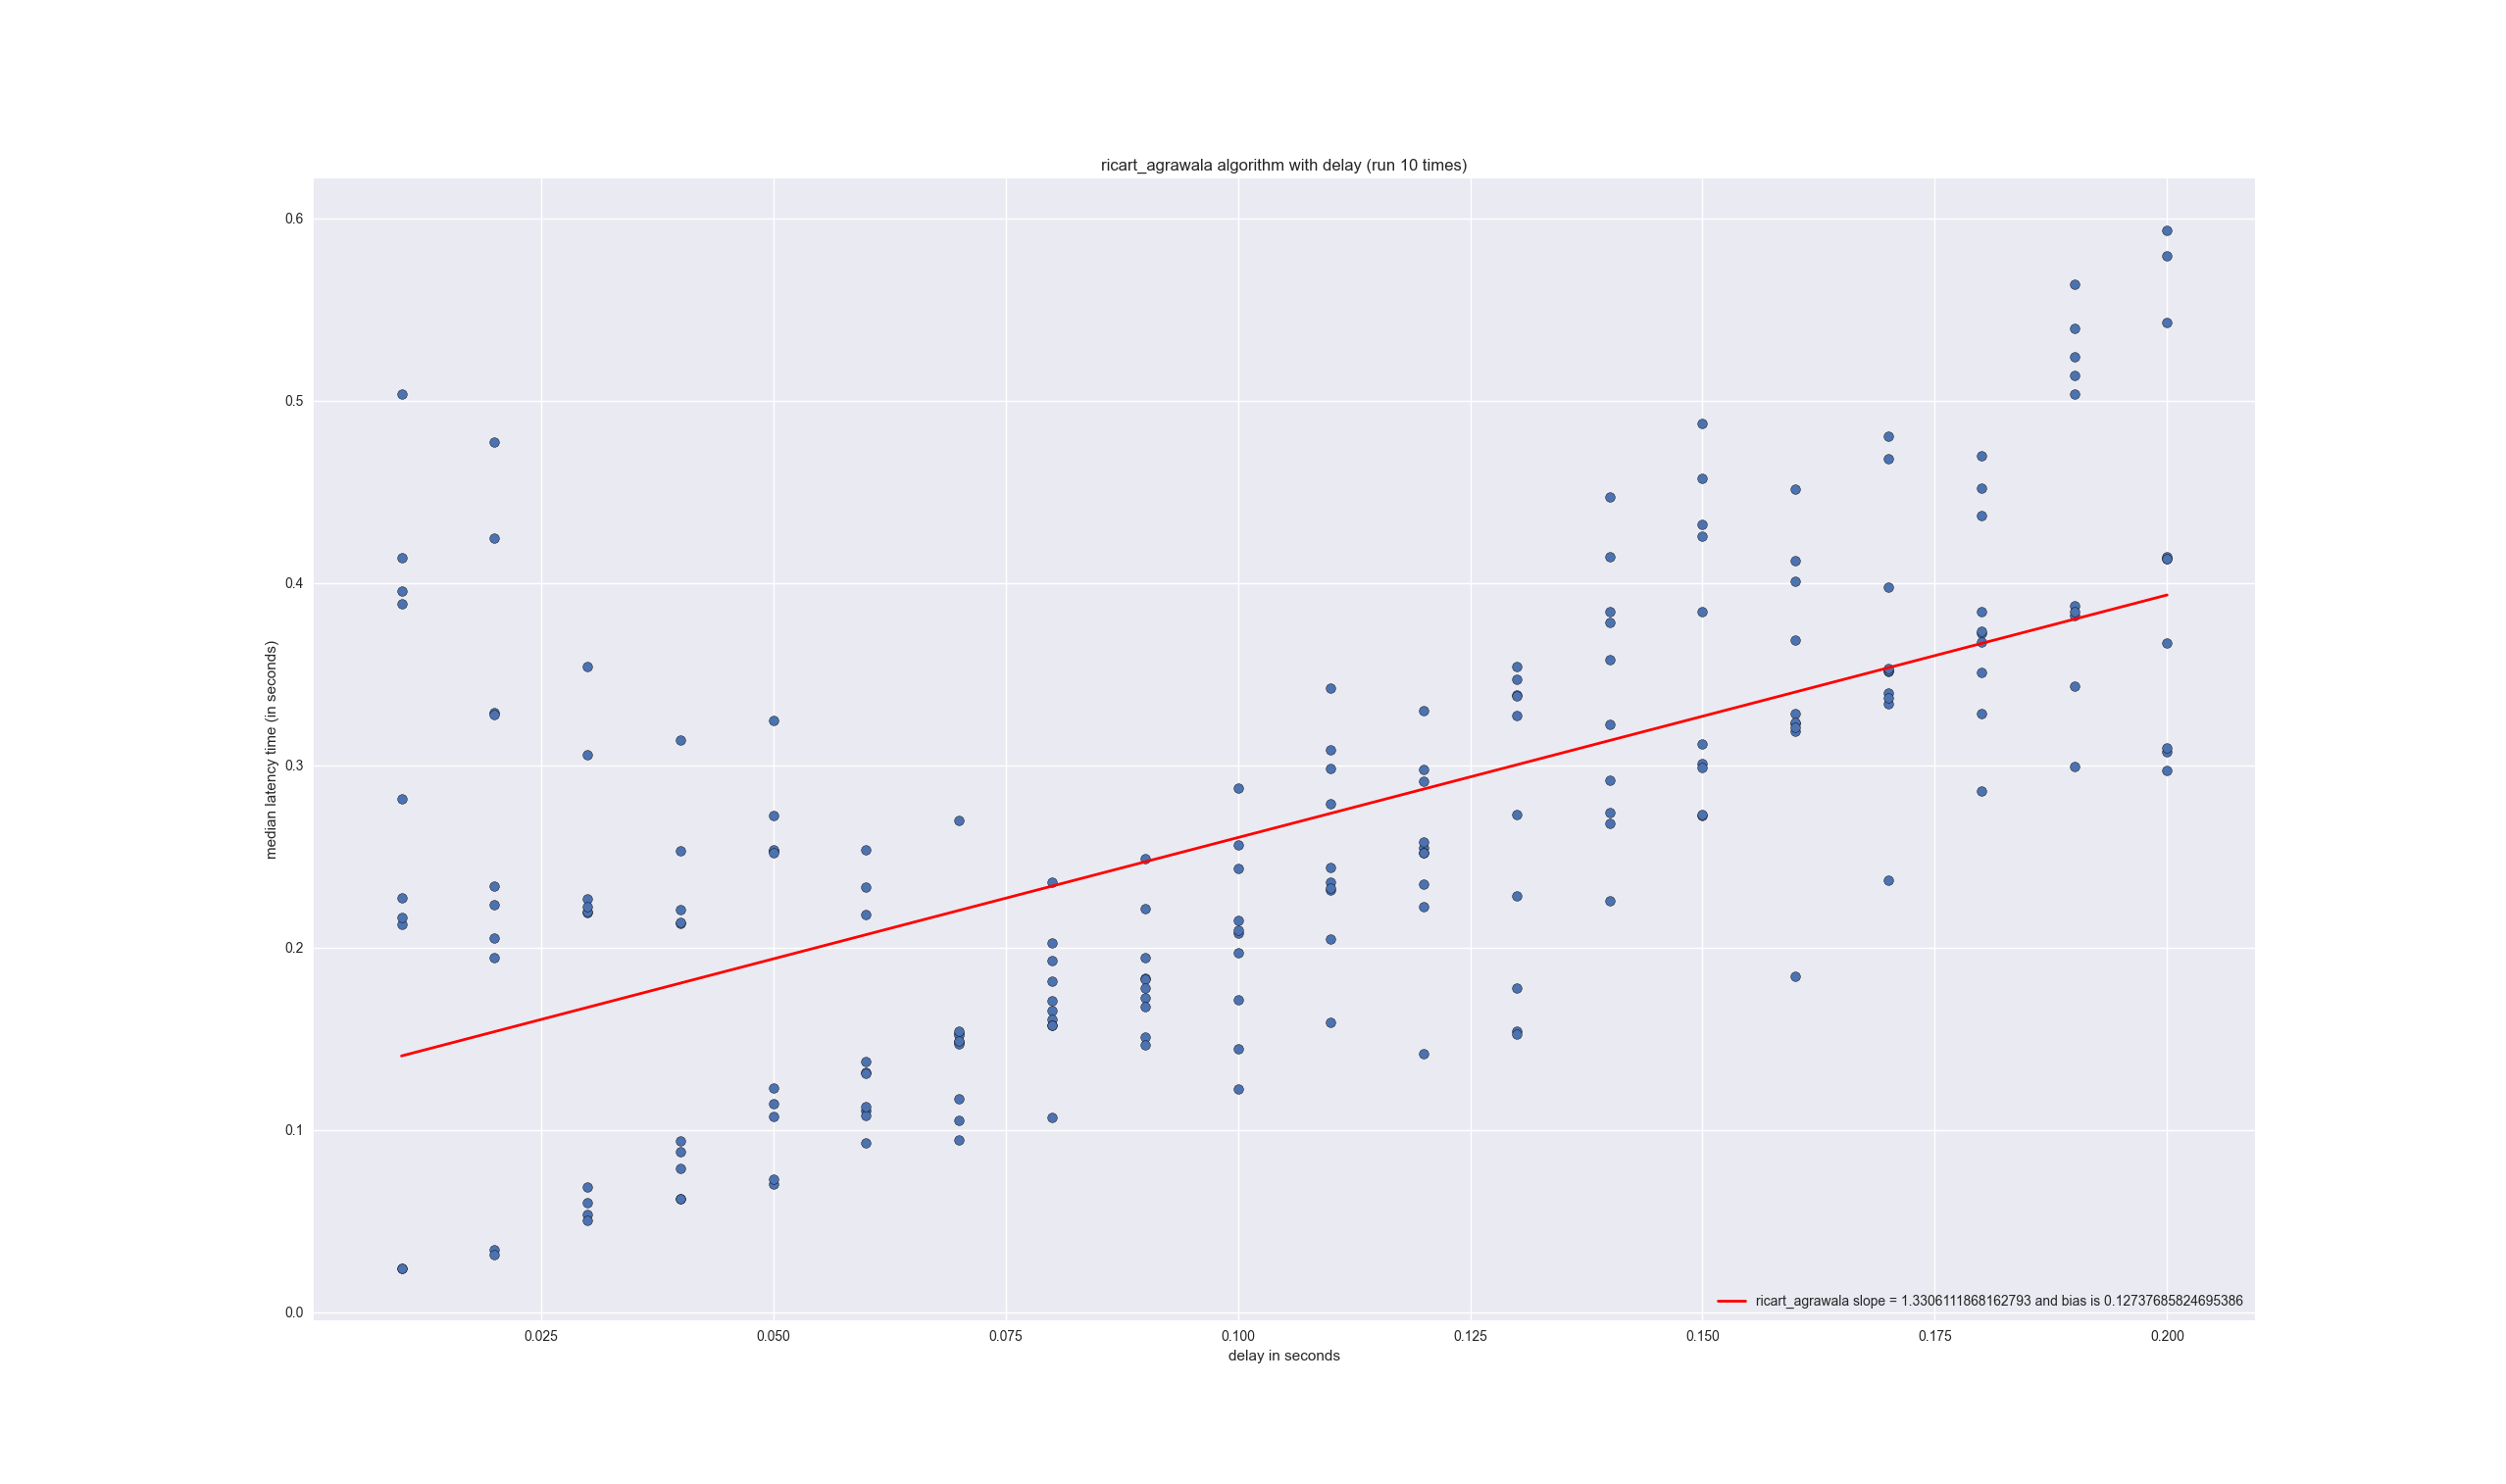 ricart_agrawala algorithm with delay (run 10 times)
0.6
0.5
0.4
0.3
0.2
0.1
0.0
median latency time (in seconds)
ricart_agrawala slope = 1.3306111868162793 and bias is 0.12737685824695386
0.025 0.050 0.075 0.100 0.125 0.150 0.175 0.200
delay in seconds